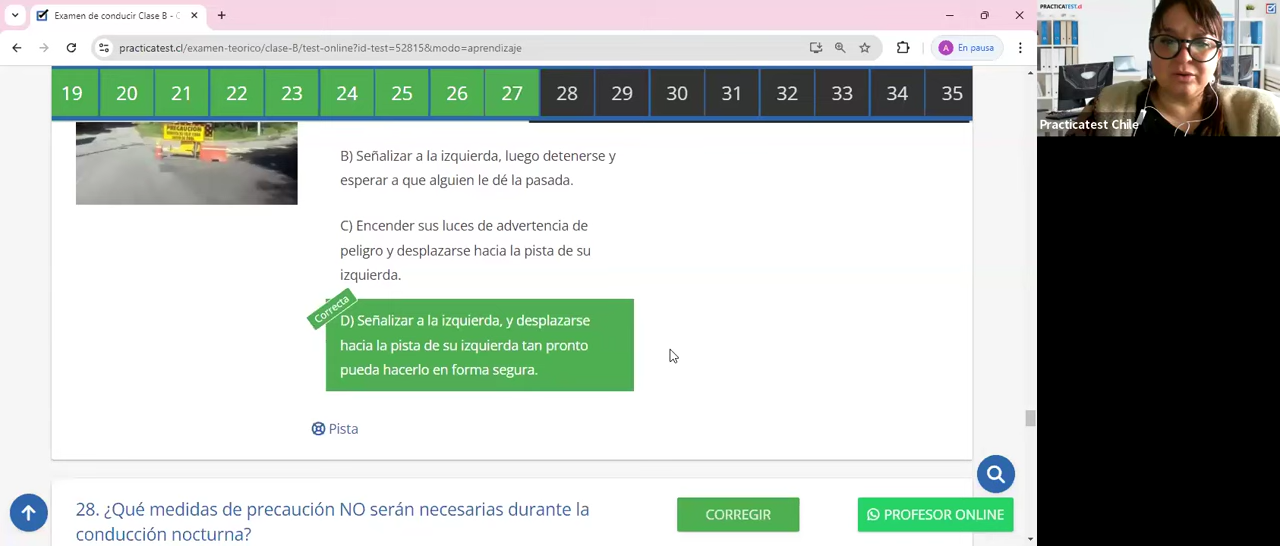 Examen de conducir Clase B - C
practicatest.cl/examen-teorico/clase-B/test-online?id-test=52815&modo=aprendizaje
A En pausa
PRACTICATEST.cl
Practicatest Chile
19 20 21 22 23 24 25 26 27 28 29 30 31 32 33 34 35
PRECAUCIÓN
B) Señalizar a la izquierda, luego detenerse y
esperar a que alguien le dé la pasada.
C) Encender sus luces de advertencia de
peligro y desplazarse hacia la pista de su
izquierda.
Correcta
D) Señalizar a la izquierda, y desplazarse
hacia la pista de su izquierda tan pronto
pueda hacerlo en forma segura.
Pista
28. ¿Qué medidas de precaución NO serán necesarias durante la
conducción nocturna?
CORREGIR
PROFESOR ONLINE